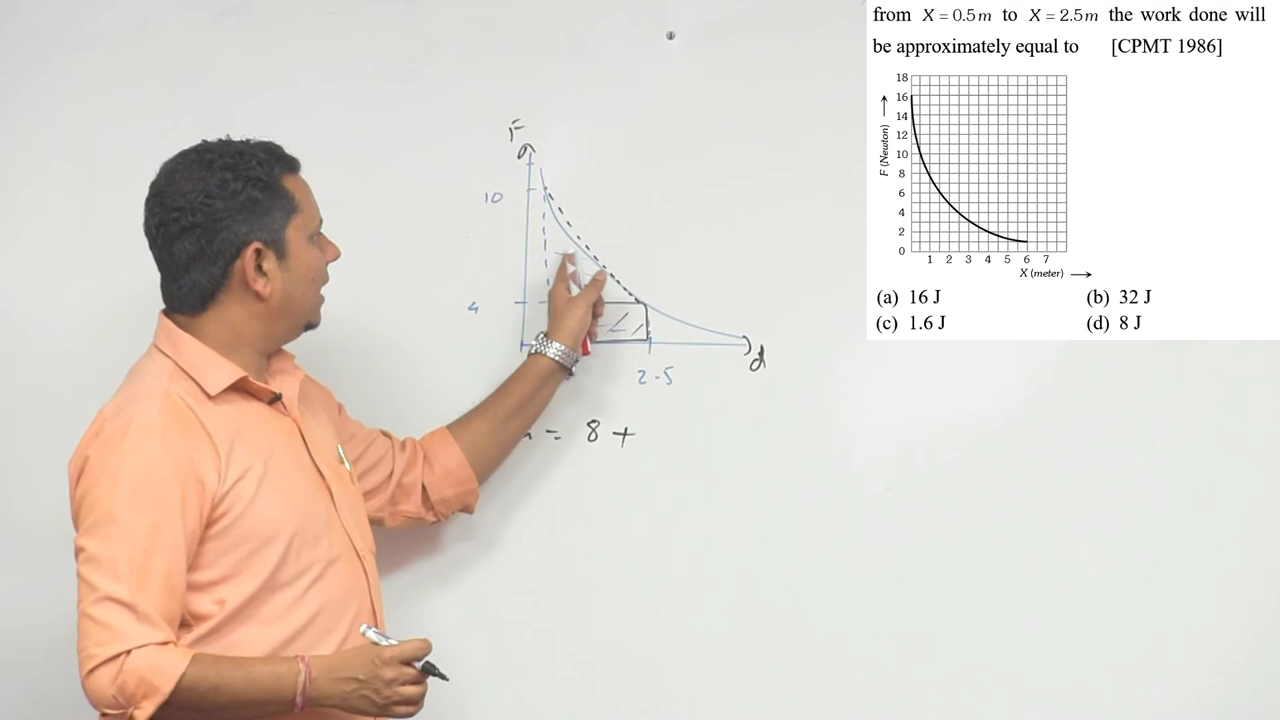 from X = 0.5 m to X = 2.5 m the work done will
be approximately equal to [CPMT 1986]
18
16
14
12
10
8
6
4
2
0
F (Newton)
1 2 3 4 5 6 7
X (meter)
(a) 16 J (b) 32 J
(c) 1.6 J (d) 8 J
F
10
4
2.5
d
= 8 +